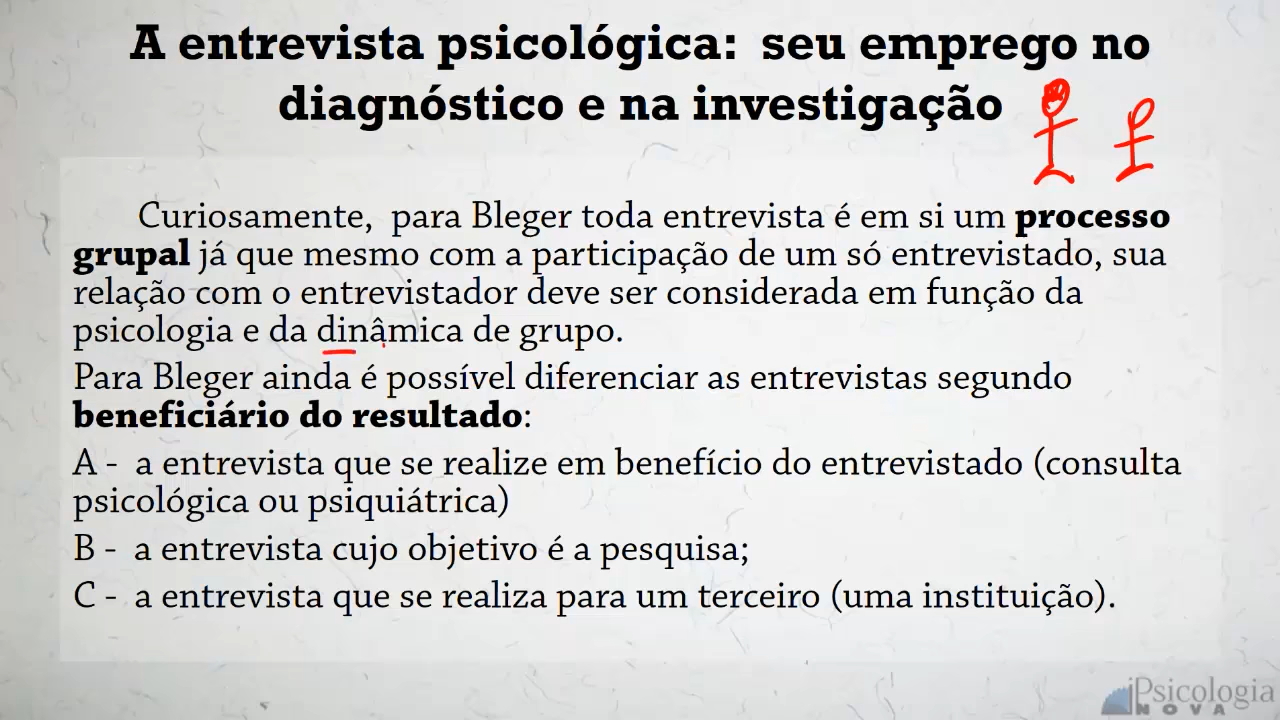 A entrevista psicológica: seu emprego no
diagnóstico e na investigação
Curiosamente, para Bleger toda entrevista é em si um processo
grupal já que mesmo com a participação de um só entrevistado, sua
relação com o entrevistador deve ser considerada em função da
psicologia e da dinâmica de grupo.
Para Bleger ainda é possível diferenciar as entrevistas segundo
beneficiário do resultado:
A - a entrevista que se realize em benefício do entrevistado (consulta
psicológica ou psiquiátrica)
B - a entrevista cujo objetivo é a pesquisa;
C - a entrevista que se realiza para um terceiro (uma instituição).
Psicologia
NOVA